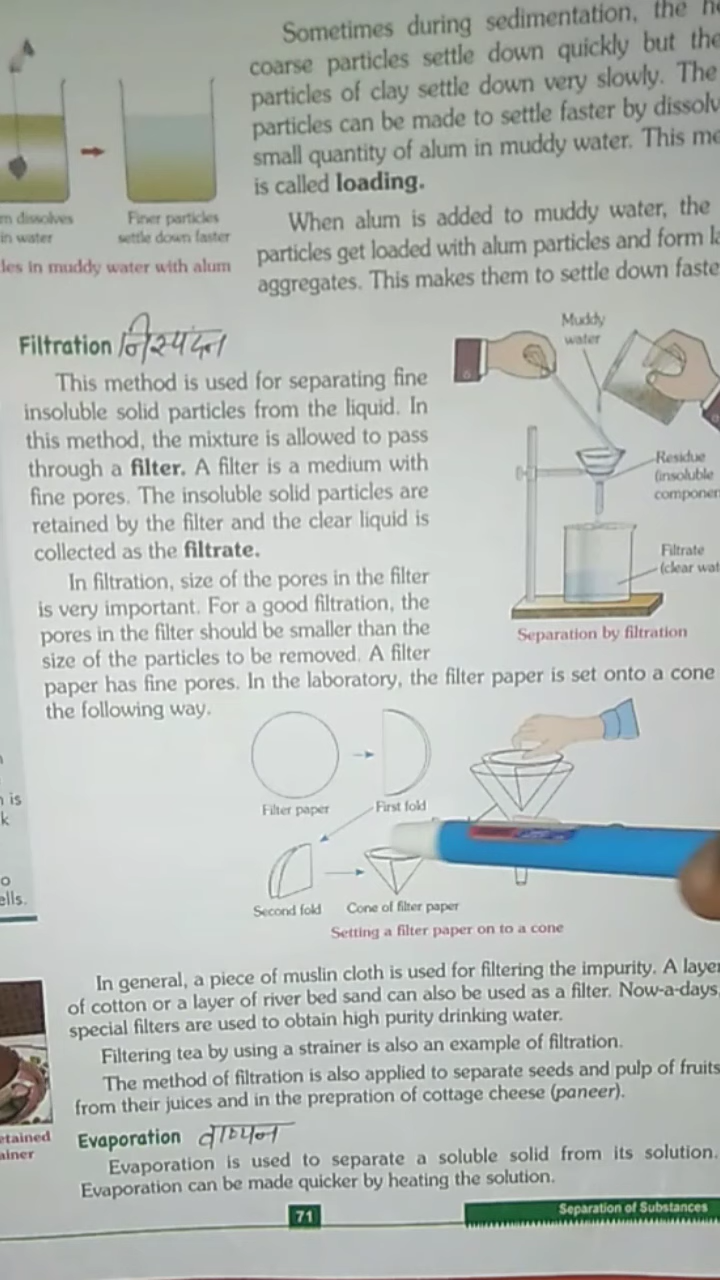 Sometimes during sedimentation, the
coarse particles settle down quickly but the
particles of clay settle down very slowly. The
particles can be made to settle faster by dissolv
small quantity of alum in muddy water. This me
is called loading.
When alum is added to muddy water, the
particles get loaded with alum particles and form la
aggregates. This makes them to settle down faste
m dissolves
in water
Finer particles
settle down faster
les in muddy water with alum
Filtration निस्यंदन
This method is used for separating fine
insoluble solid particles from the liquid. In
this method, the mixture is allowed to pass
through a filter. A filter is a medium with
fine pores. The insoluble solid particles are
retained by the filter and the clear liquid is
collected as the filtrate.
In filtration, size of the pores in the filter
is very important. For a good filtration, the
pores in the filter should be smaller than the
size of the particles to be removed. A filter
paper has fine pores. In the laboratory, the filter paper is set onto a cone
the following way.
Muddy
water
Residue
(insoluble
componen
Filtrate
(clear wat
Separation by filtration
Filter paper
First fold
Second fold
Cone of filter paper
Setting a filter paper on to a cone
n is
k
o
ells.
In general, a piece of muslin cloth is used for filtering the impurity. A layer
of cotton or a layer of river bed sand can also be used as a filter. Now-a-days,
special filters are used to obtain high purity drinking water.
Filtering tea by using a strainer is also an example of filtration.
The method of filtration is also applied to separate seeds and pulp of fruits
from their juices and in the prepration of cottage cheese (paneer).
etained
ainer
Evaporation वाष्पन
Evaporation is used to separate a soluble solid from its solution.
Evaporation can be made quicker by heating the solution.
71
Separation of Substances